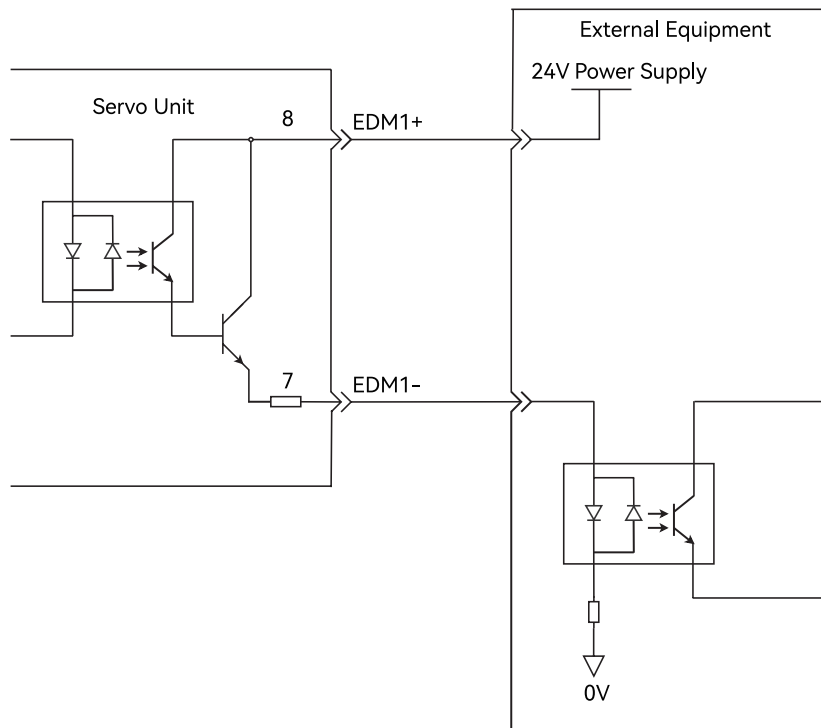 External Equipment
24V Power Supply
Servo Unit
8
EDM1+
7
EDM1-
0V